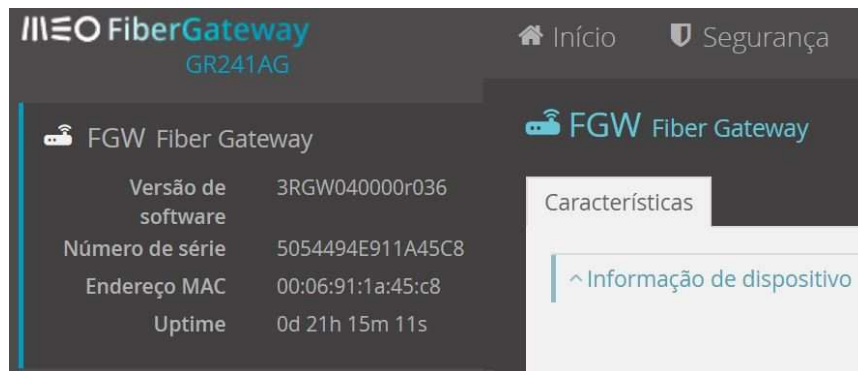 MEO FiberGateway
GR241AG
Início Segurança
FGW Fiber Gateway
Versão de software 3RGW040000r036
Número de série 5054494E911A45C8
Endereço MAC 00:06:91:1a:45:c8
Uptime 0d 21h 15m 11s
FGW Fiber Gateway
Características
Informação de dispositivo